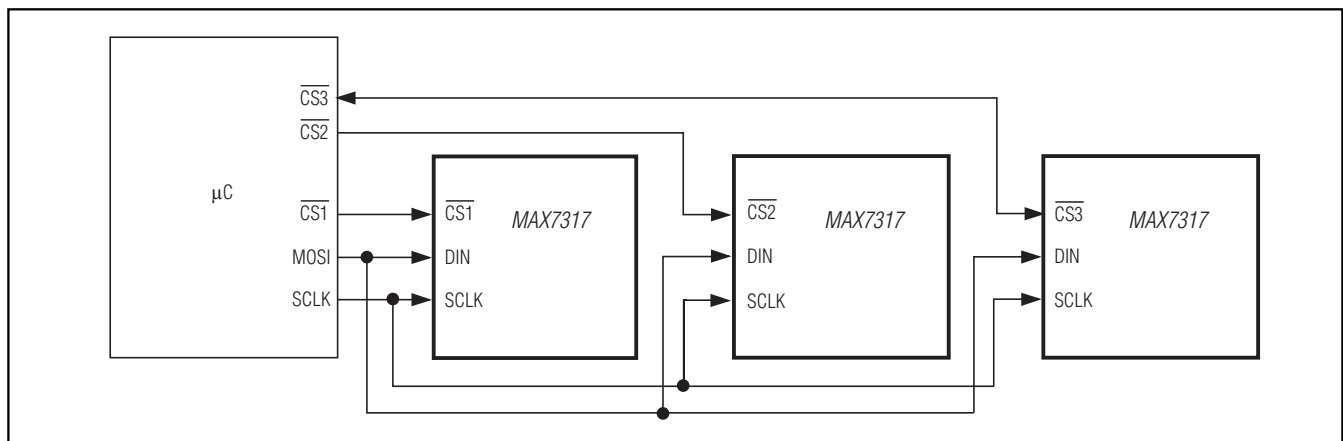 μC
CS3
CS2
CS1
MOSI
SCLK
CS1
DIN
SCLK
MAX7317
CS2
DIN
SCLK
MAX7317
CS3
DIN
SCLK
MAX7317